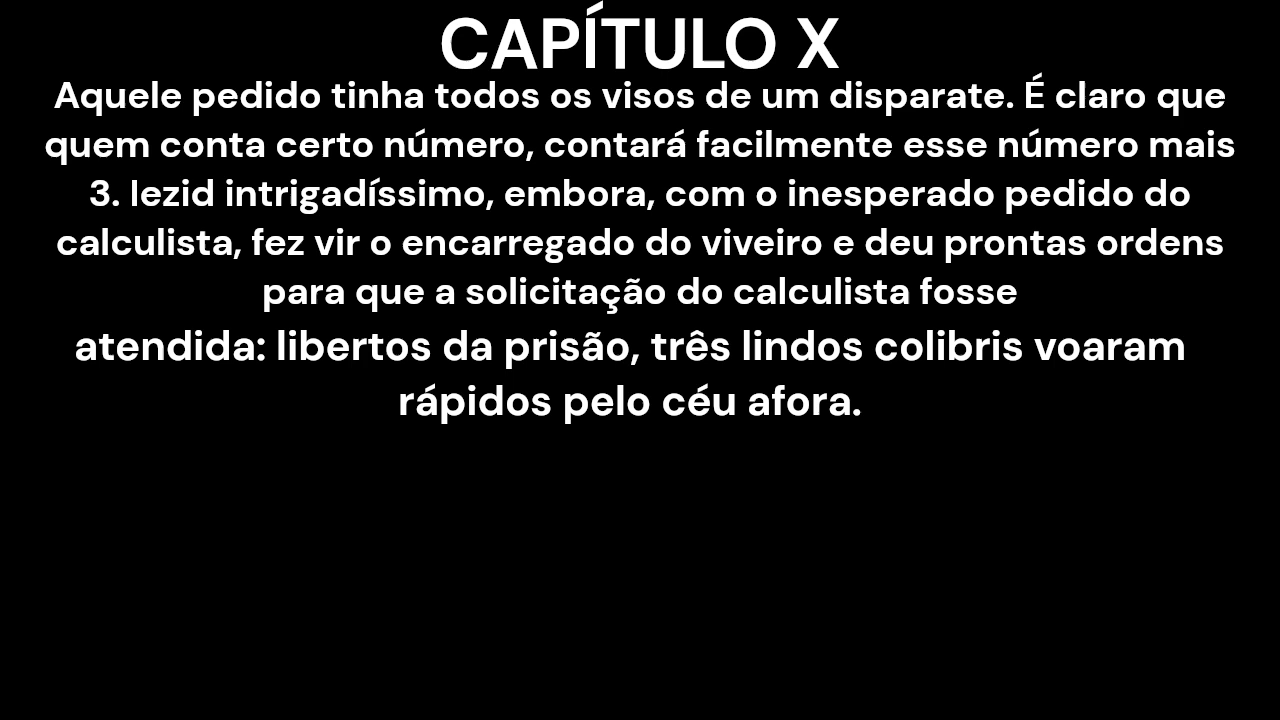 CAPÍTULO X
Aquele pedido tinha todos os visos de um disparate. É claro que
quem conta certo número, contará facilmente esse número mais
3. Iezid intrigadíssimo, embora, com o inesperado pedido do
calculista, fez vir o encarregado do viveiro e deu prontas ordens
para que a solicitação do calculista fosse
atendida: libertos da prisão, três lindos colibris voaram
rápidos pelo céu afora.